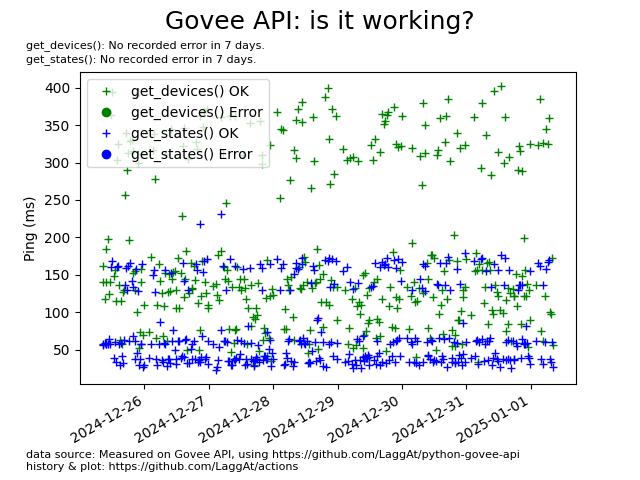 Govee API: is it working?
get_devices(): No recorded error in 7 days.
get_states(): No recorded error in 7 days.
get_devices() OK
get_devices() Error
get_states() OK
get_states() Error
Ping (ms)
400
350
300
250
200
150
100
50
2024-12-26
2024-12-27
2024-12-28
2024-12-29
2024-12-30
2024-12-31
2025-01-01
data source: Measured on Govee API, using https://github.com/LaggAt/python-govee-api
history & plot: https://github.com/LaggAt/actions